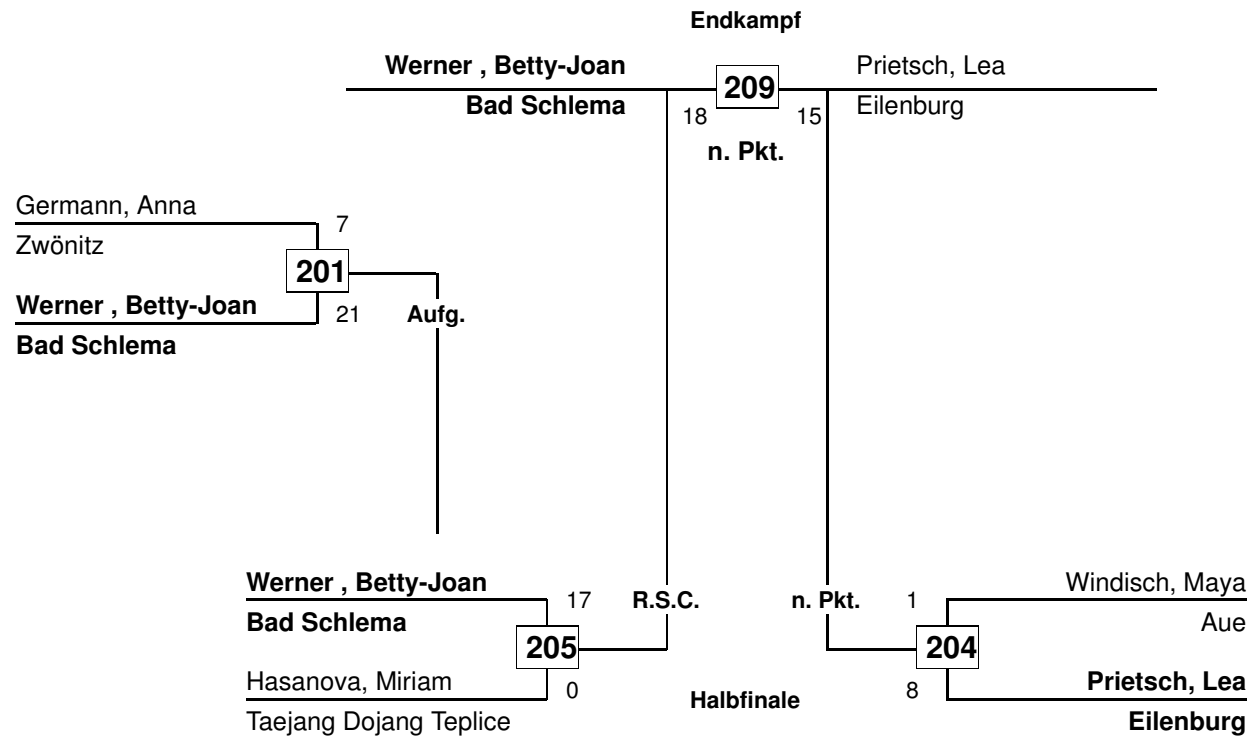 Endkampf
Werner , Betty-Joan
Bad Schlema
209
Prietsch, Lea
Eilenburg
18
15
n. Pkt.
Germann, Anna
Zwönitz
7
201
Werner , Betty-Joan
Bad Schlema
21
Aufg.
Werner , Betty-Joan
Bad Schlema
17
R.S.C.
205
Hasanova, Miriam
Taejang Dojang Teplice
0
Halbfinale
n. Pkt.
1
Windisch, Maya
Aue
204
8
Prietsch, Lea
Eilenburg